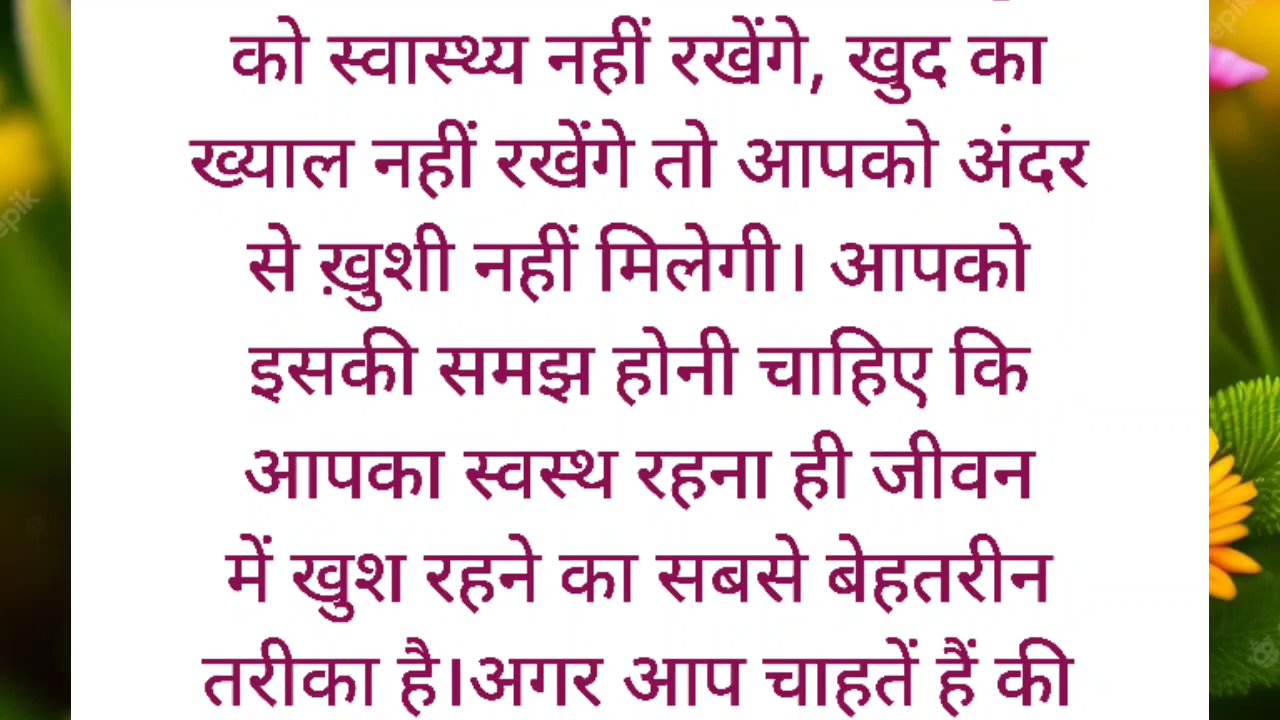 को स्वास्थ्य नहीं रखेंगे, खुद का
ख्याल नहीं रखेंगे तो आपको अंदर
से ख़ुशी नहीं मिलेगी। आपको
इसकी समझ होनी चाहिए कि
आपका स्वस्थ रहना ही जीवन
में खुश रहने का सबसे बेहतरीन
तरीका है।अगर आप चाहतें हैं की